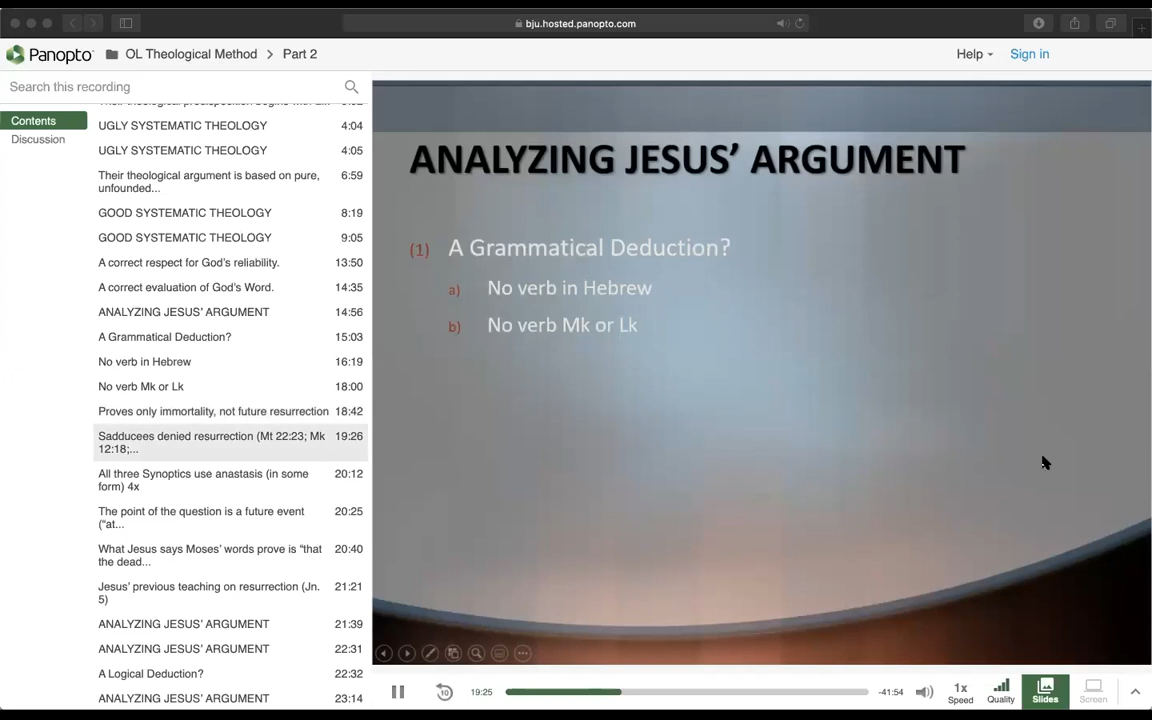 bju.hosted.panopto.com
Panopto
OL Theological Method
Part 2
Help
Sign in
Search this recording
Contents
Discussion
UGLY SYSTEMATIC THEOLOGY 4:04
UGLY SYSTEMATIC THEOLOGY 4:05
Their theological argument is based on pure, 6:59
unfounded...
GOOD SYSTEMATIC THEOLOGY 8:19
GOOD SYSTEMATIC THEOLOGY 9:05
A correct respect for God's reliability. 13:50
A correct evaluation of God's Word. 14:35
ANALYZING JESUS' ARGUMENT 14:56
A Grammatical Deduction? 15:03
No verb in Hebrew 16:19
No verb Mk or Lk 18:00
Proves only immortality, not future resurrection 18:42
Sadducees denied resurrection (Mt 22:23; Mk 19:26
12:18;...
All three Synoptics use anastasis (in some 20:12
form) 4x
The point of the question is a future event 20:25
("at...
What Jesus says Moses' words prove is "that 20:40
the dead...
Jesus' previous teaching on resurrection (Jn. 21:21
5)
ANALYZING JESUS' ARGUMENT 21:39
ANALYZING JESUS' ARGUMENT 22:31
A Logical Deduction? 22:32
ANALYZING JESUS' ARGUMENT 23:14
ANALYZING JESUS' ARGUMENT
(1) A Grammatical Deduction?
a) No verb in Hebrew
b) No verb Mk or Lk
10
19:25
-41:54
1x
Speed
Quality
Slides
Screen